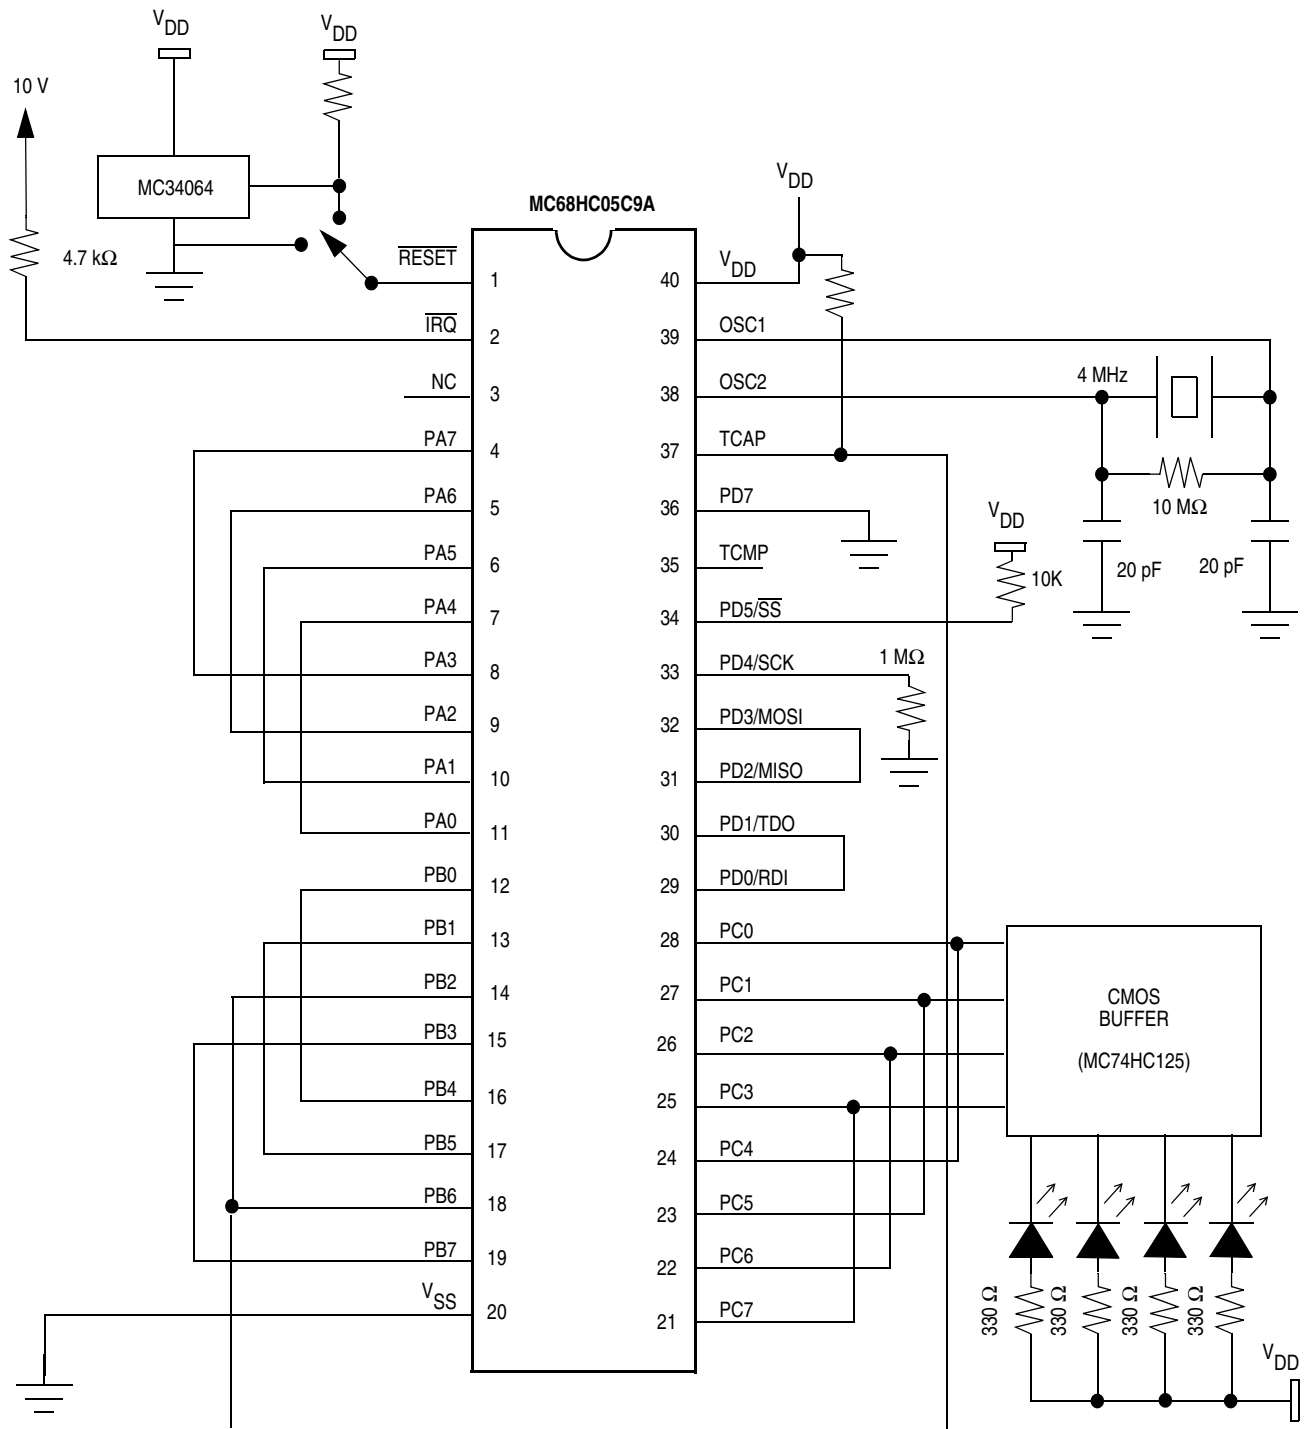 VDD
VDD
10 V
MC34064
4.7 kΩ
MC68HC05C9A
VDD
RESET
1
IRQ
2
NC
3
PA7
4
PA6
5
PA5
6
PA4
7
PA3
8
PA2
9
PA1
10
PA0
11
PB0
12
PB1
13
PB2
14
PB3
15
PB4
16
PB5
17
PB6
18
PB7
19
VSS
20
40
VDD
39
OSC1
38
OSC2
37
TCAP
36
PD7
35
TCMP
34
PD5/SS
33
PD4/SCK
32
PD3/MOSI
31
PD2/MISO
30
PD1/TDO
29
PD0/RDI
28
PC0
27
PC1
26
PC2
25
PC3
24
PC4
23
PC5
22
PC6
21
PC7
4 MHz
10 MΩ
20 pF
20 pF
VDD
10K
1 MΩ
CMOS
BUFFER
(MC74HC125)
330 Ω
330 Ω
330 Ω
330 Ω
VDD